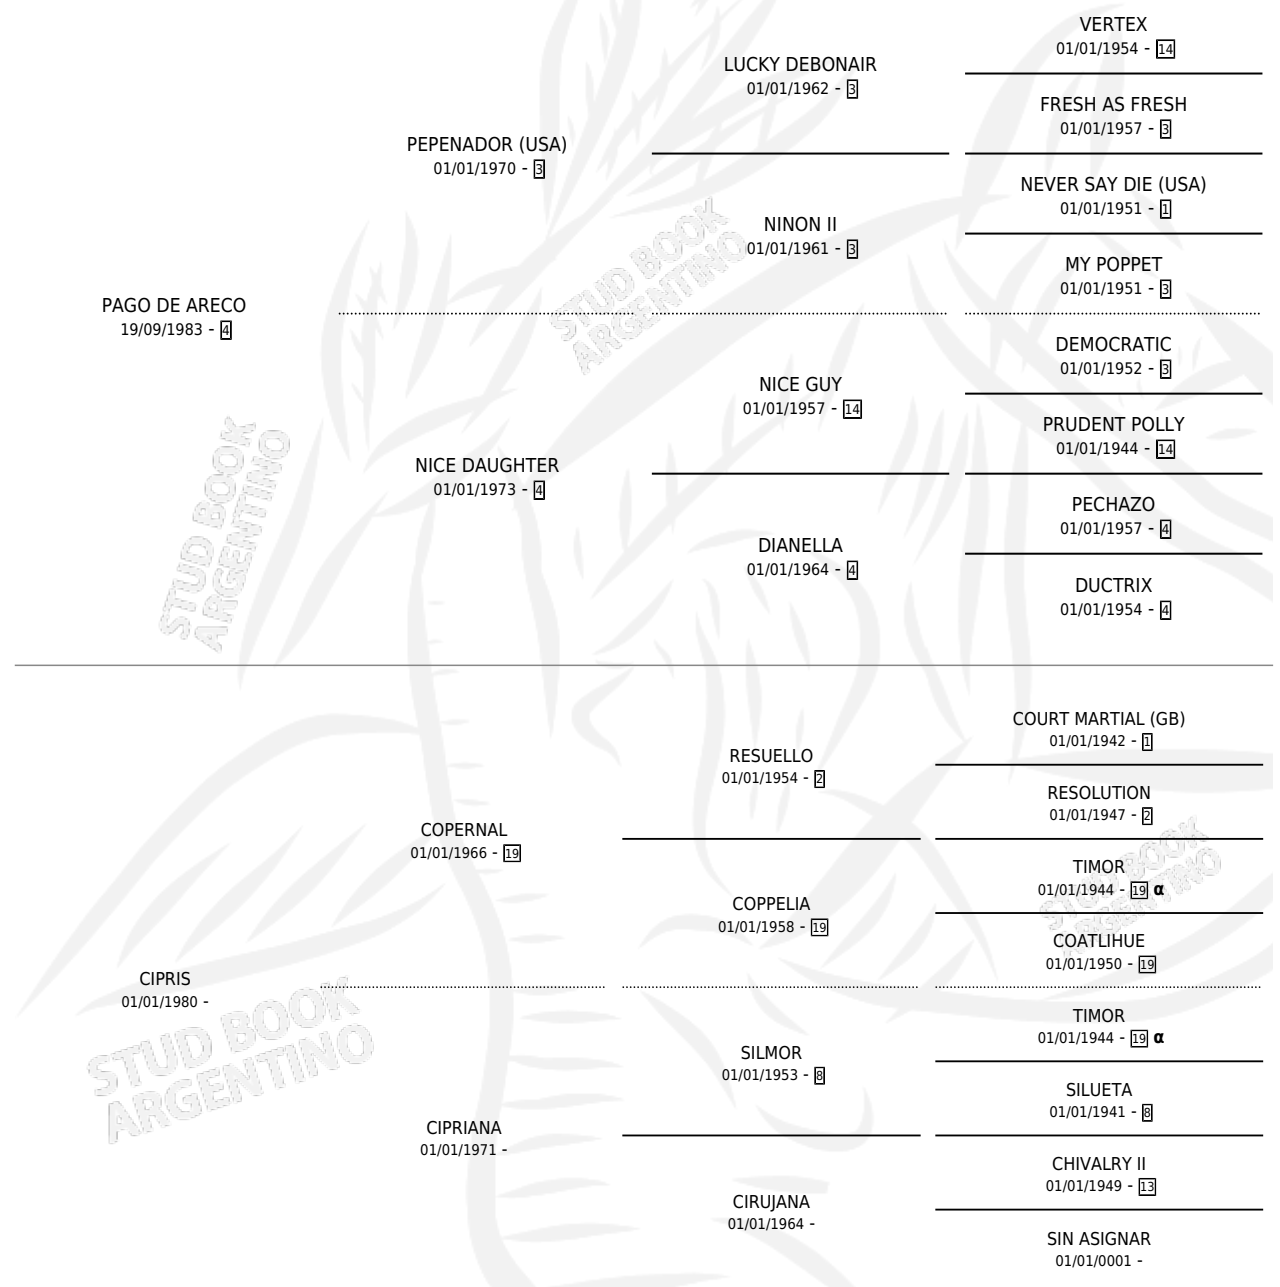 VERTEX
01/01/1954 - 14
LUCKY DEBONAIR
01/01/1962 - 3
FRESH AS FRESH
01/01/1957 - 3
PEPENADOR (USA)
01/01/1970 - 3
NEVER SAY DIE (USA)
01/01/1951 - 1
NINON II
01/01/1961 - 3
MY POPPET
01/01/1951 - 3
PAGO DE ARECO
19/09/1983 - 4
DEMOCRATIC
01/01/1952 - 3
NICE GUY
01/01/1957 - 14
PRUDENT POLLY
01/01/1944 - 14
NICE DAUGHTER
01/01/1973 - 4
PECHAZO
01/01/1957 - 4
DIANELLA
01/01/1964 - 4
DUCTRIX
01/01/1954 - 4
COURT MARTIAL (GB)
01/01/1942 - 1
RESUELLO
01/01/1954 - 2
RESOLUTION
01/01/1947 - 2
COPERNAL
01/01/1966 - 19
TIMOR
01/01/1944 - 19 α
COPPELIA
01/01/1958 - 19
COATLIHUE
01/01/1950 - 19
CIPRIS
01/01/1980 -
TIMOR
01/01/1944 - 19 α
SILMOR
01/01/1953 - 8
SILUETA
01/01/1941 - 8
CIPRIANA
01/01/1971 -
CHIVALRY II
01/01/1949 - 13
CIRUJANA
01/01/1964 -
SIN ASIGNAR
01/01/0001 -
STUD BOOK
ARGENTINO
STUD BOOK
ARGENTINO
STUD BOOK
ARGENTINO
STUD BOOK
ARGENTINO